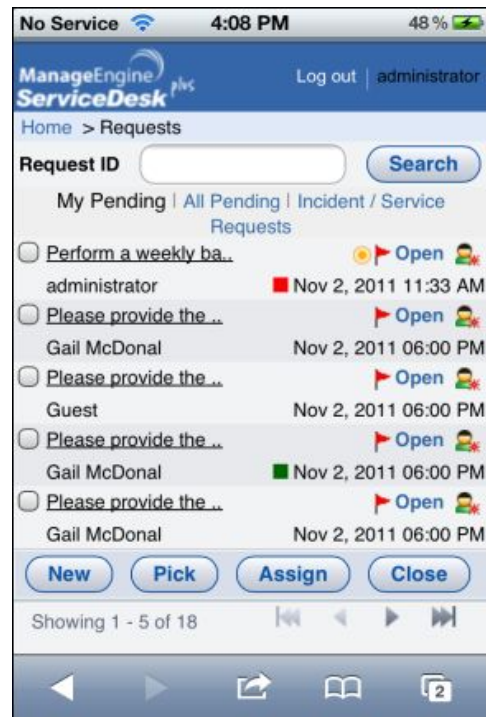 No Service 4:08 PM 48 %
ManageEngine
ServiceDesk plus
Log out | administrator
Home > Requests
Request ID Search
My Pending | All Pending | Incident / Service
Requests
Perform a weekly ba.. Open
administrator Nov 2, 2011 11:33 AM
Please provide the .. Open
Gail McDonal Nov 2, 2011 06:00 PM
Please provide the .. Open
Guest Nov 2, 2011 06:00 PM
Please provide the .. Open
Gail McDonal Nov 2, 2011 06:00 PM
Please provide the .. Open
Gail McDonal Nov 2, 2011 06:00 PM
New Pick Assign Close
Showing 1 - 5 of 18
2